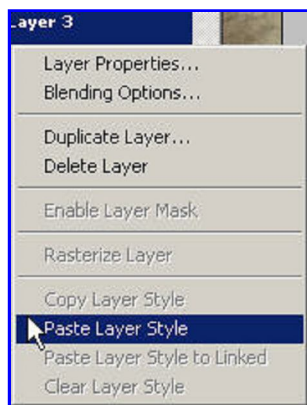 Layer 3
Layer Properties...
Blending Options...
Duplicate Layer...
Delete Layer
Enable Layer Mask
Rasterize Layer
Copy Layer Style
Paste Layer Style
Paste Layer Style to Linked
Clear Layer Style